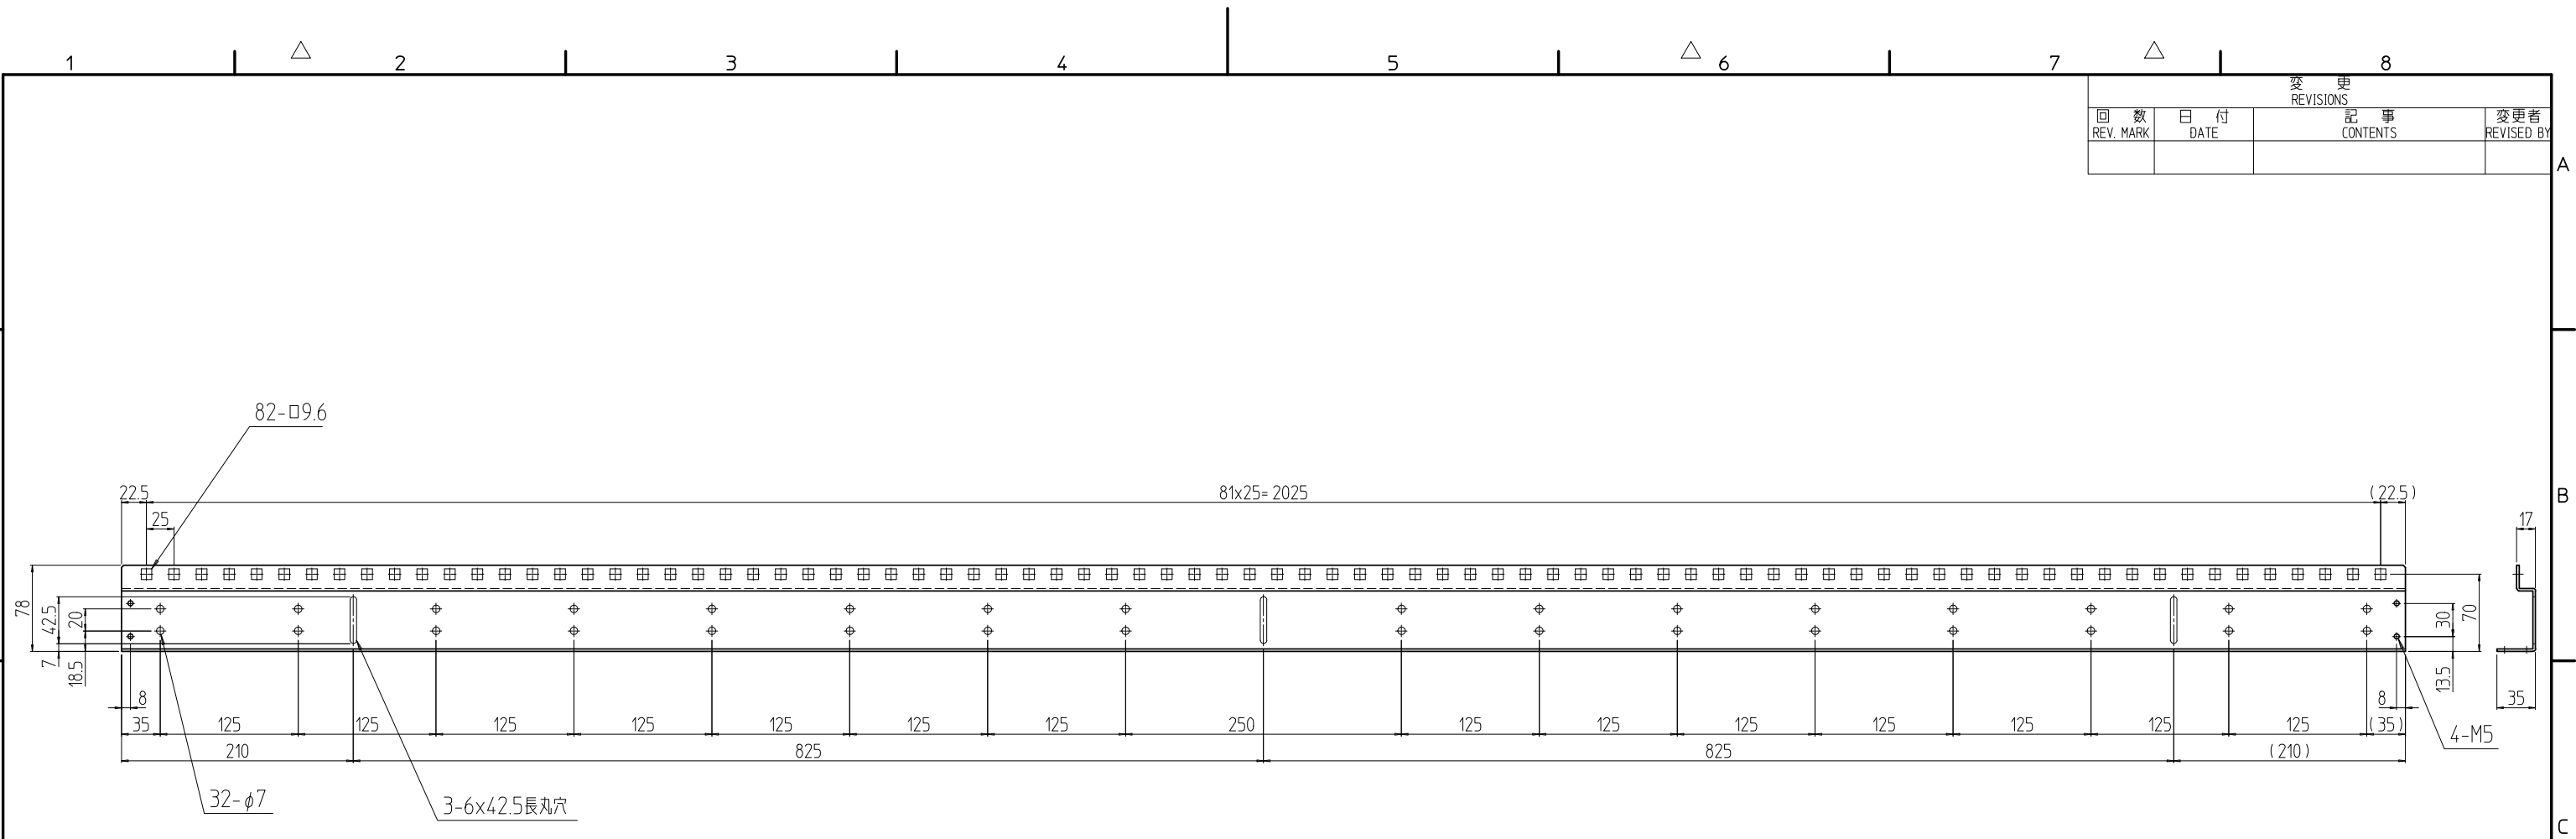 1 2 3 4 5 6 7 8
変 更
REVISIONS
回 数 日 付 記 事 変更者
REV. MARK DATE CONTENTS REVISED BY
A
82-□9.6
22.5 81x25=2025 (22.5)
B
25
17
78
42.5
20
7
18.5
30
70
13.5
8 8
35
35 125 125 125 125 125 125 125 250 125 125 125 125 125 125 125 (35)
4-M5
210 825 825 (210)
32-φ7
3-6x42.5長丸穴
C